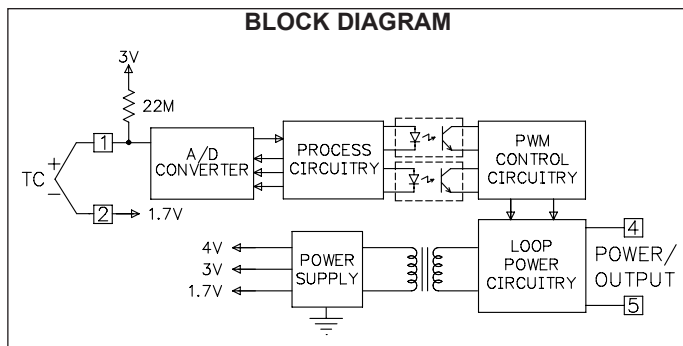 BLOCK DIAGRAM
3V
22M
1
A/D
CONVERTER
PROCESS
CIRCUITRY
PWM
CONTROL
CIRCUITRY
+
TC
-
2
1.7V
4V
3V
1.7V
POWER
SUPPLY
LOOP
POWER
CIRCUITRY
4
POWER/
OUTPUT
5